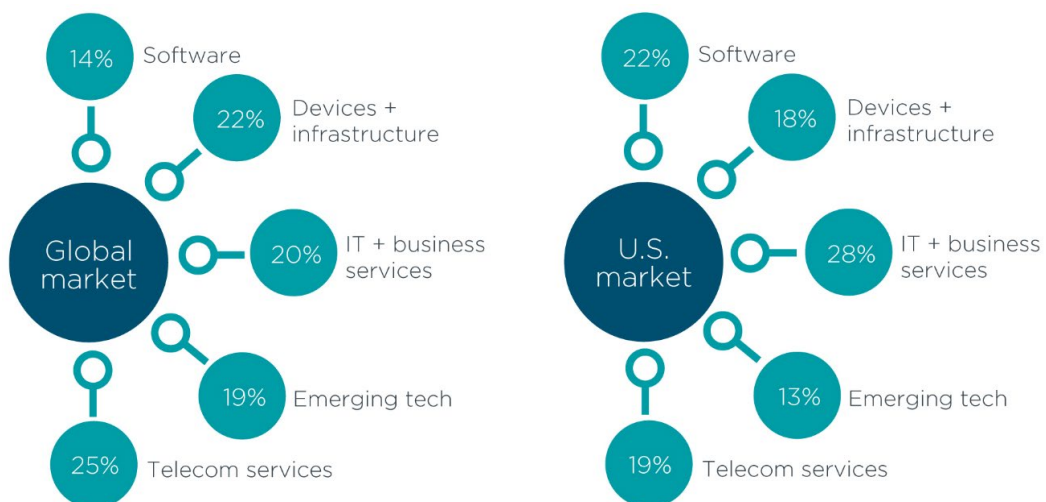 14%
Software
22%
Devices +
infrastructure
Global
market
20%
IT + business
services
19%
Emerging tech
25%
Telecom services
22%
Software
18%
Devices +
infrastructure
U.S.
market
28%
IT + business
services
13%
Emerging tech
19%
Telecom services